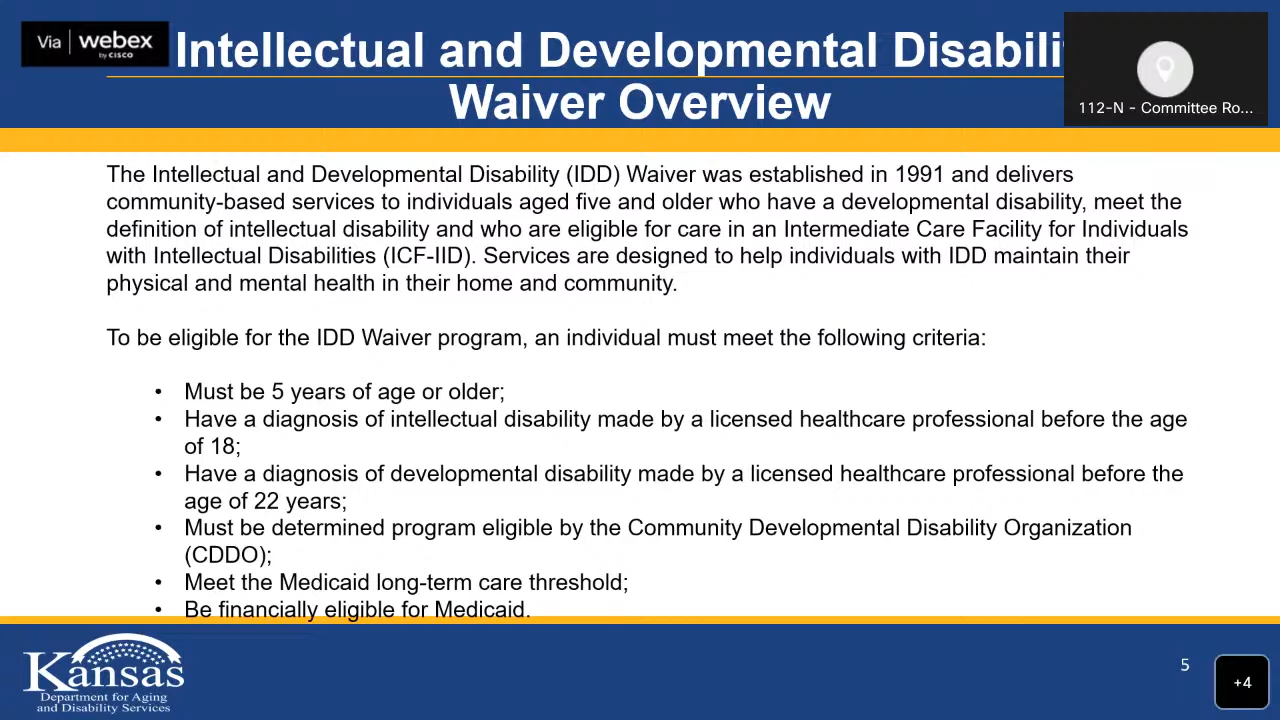 Via webex
by CISCO
Intellectual and Developmental Disabili
Waiver Overview
112-N - Committee Ro...
The Intellectual and Developmental Disability (IDD) Waiver was established in 1991 and delivers
community-based services to individuals aged five and older who have a developmental disability, meet the
definition of intellectual disability and who are eligible for care in an Intermediate Care Facility for Individuals
with Intellectual Disabilities (ICF-IID). Services are designed to help individuals with IDD maintain their
physical and mental health in their home and community.
To be eligible for the IDD Waiver program, an individual must meet the following criteria:
• Must be 5 years of age or older;
• Have a diagnosis of intellectual disability made by a licensed healthcare professional before the age
of 18;
• Have a diagnosis of developmental disability made by a licensed healthcare professional before the
age of 22 years;
• Must be determined program eligible by the Community Developmental Disability Organization
(CDDO);
• Meet the Medicaid long-term care threshold;
• Be financially eligible for Medicaid.
Kansas
Department for Aging
and Disability Services
5
+4